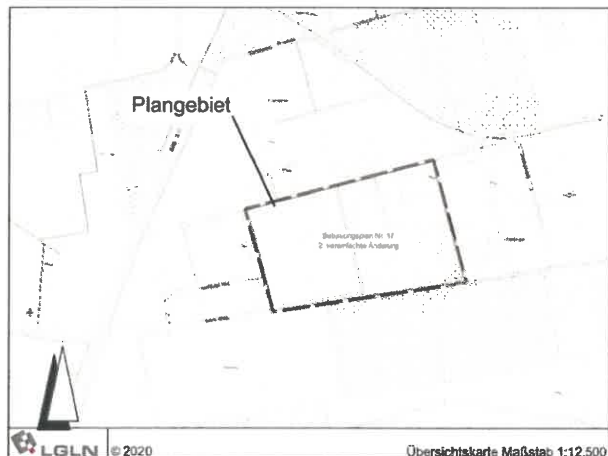 Plangebiet
Bebauungsplan Nr. 17
2. vereinfachte Änderung
LGLN © 2020
Übersichtskarte Maßstab 1:12.500